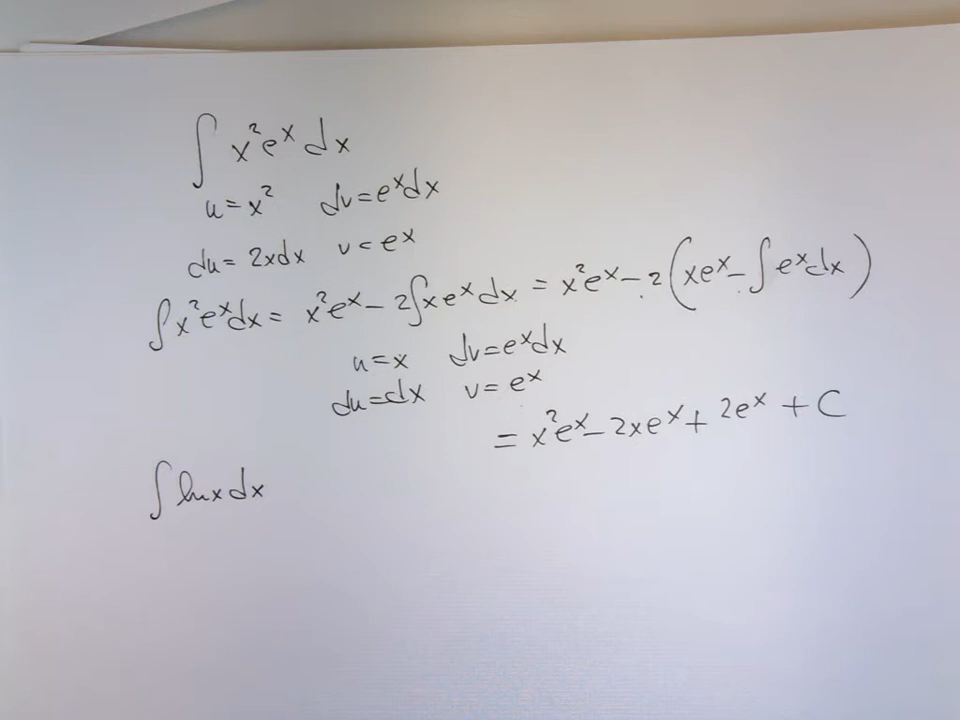 ∫ x²eˣ dx
u = x² dv = eˣdx
du = 2xdx v = eˣ
∫x²eˣdx = x²eˣ − 2∫xeˣdx = x²eˣ − 2(xeˣ − ∫eˣdx)
u = x dv = eˣdx
du = dx v = eˣ
= x²eˣ − 2xeˣ + 2eˣ + C
∫ lnx dx